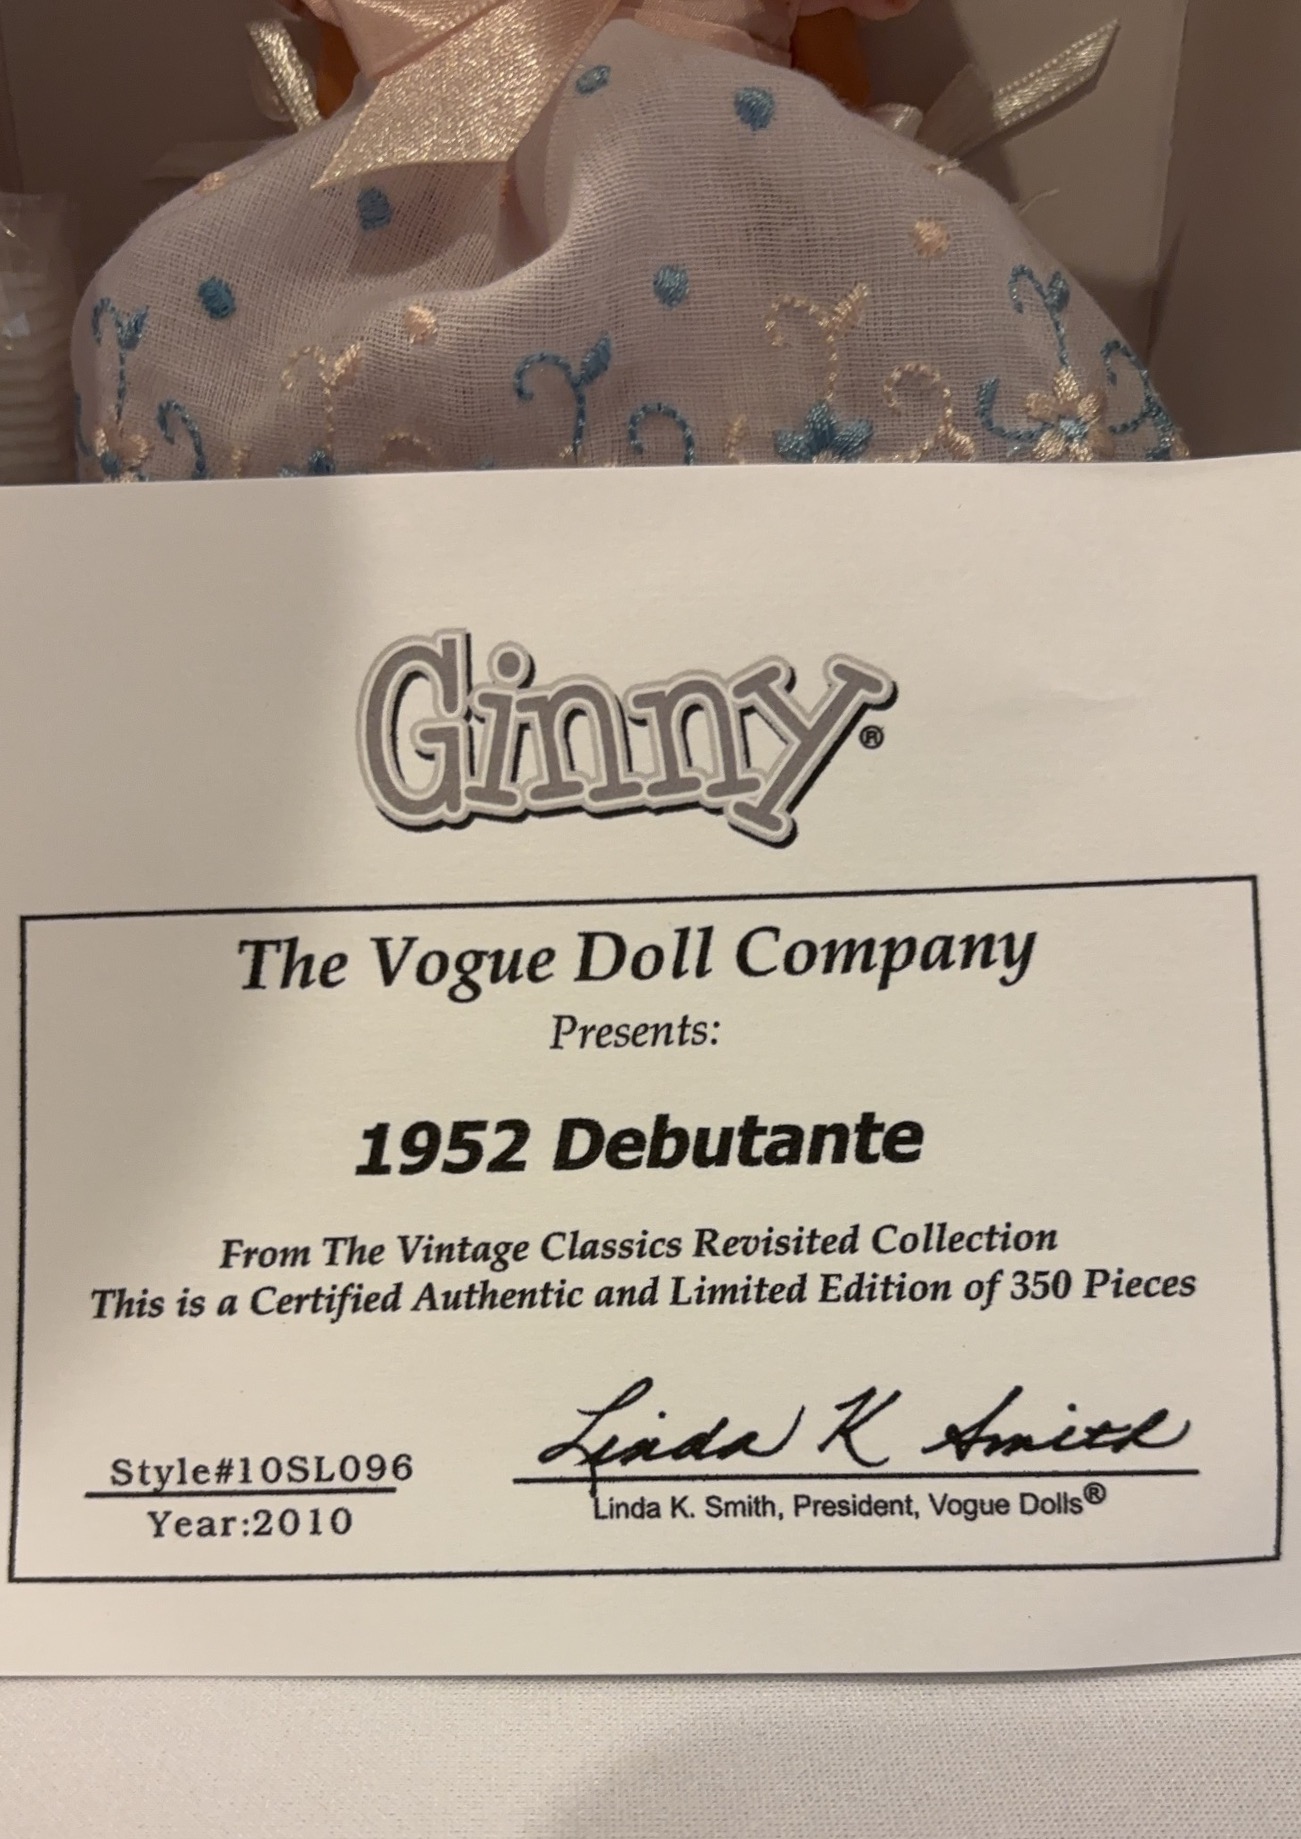 Ginny®
The Vogue Doll Company
Presents:
1952 Debutante
From The Vintage Classics Revisited Collection
This is a Certified Authentic and Limited Edition of 350 Pieces
Linda K Smith
Style#10SL096
Linda K. Smith, President, Vogue Dolls®
Year:2010